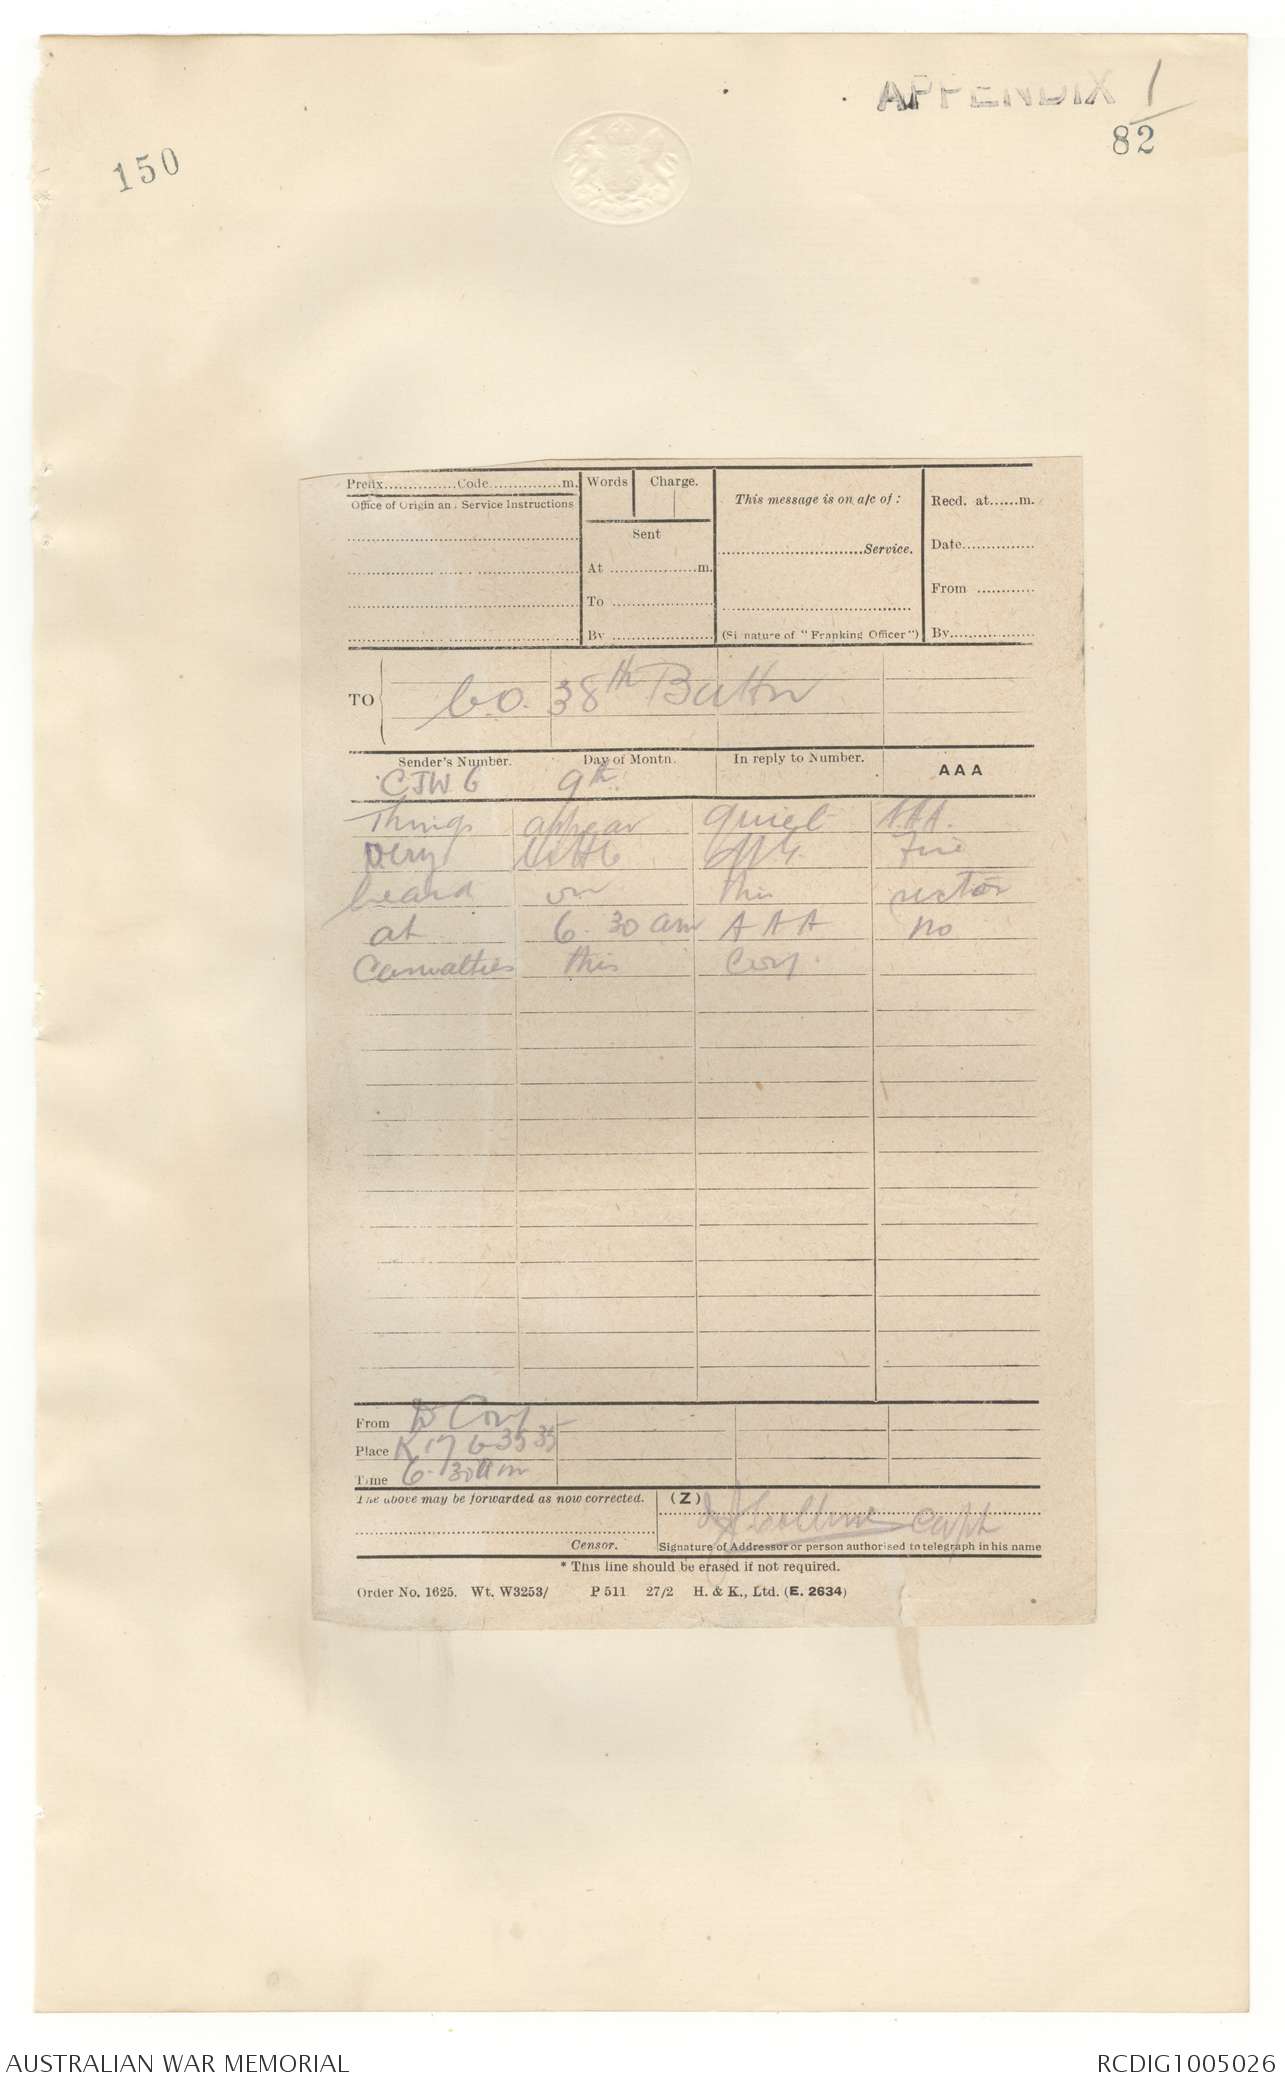 APPENDIX 1
82
150
Prefix...............Code...............m.
Words
Charge.
This message is on a/c of :
Recd. at......m.
Office of Origin an. Service Instructions
Sent
..............................Service.
Date...............
At ..................m.
From ............
To .....................
By .....................
(Si nature of "Franking Officer")
By..................
TO
C.O. 38th Battn
Sender's Number.
Day of Month.
In reply to Number.
AAA
CJW 6
9th
Things appear quiet AAA.
Very little Fire
heard on this sector
at 6.30 am AAA No
Casualties this Coy.
From D Coy
Place K 17 b 35 35
Time 6.30 am
The above may be forwarded as now corrected.
(Z)
Capt
Censor.
Signature of Addressor or person authorised to telegraph in his name
* This line should be erased if not required.
Order No. 1625. Wt. W3253/ P 511 27/2 H. & K., Ltd. (E. 2634)
AUSTRALIAN WAR MEMORIAL
RCDIG1005026